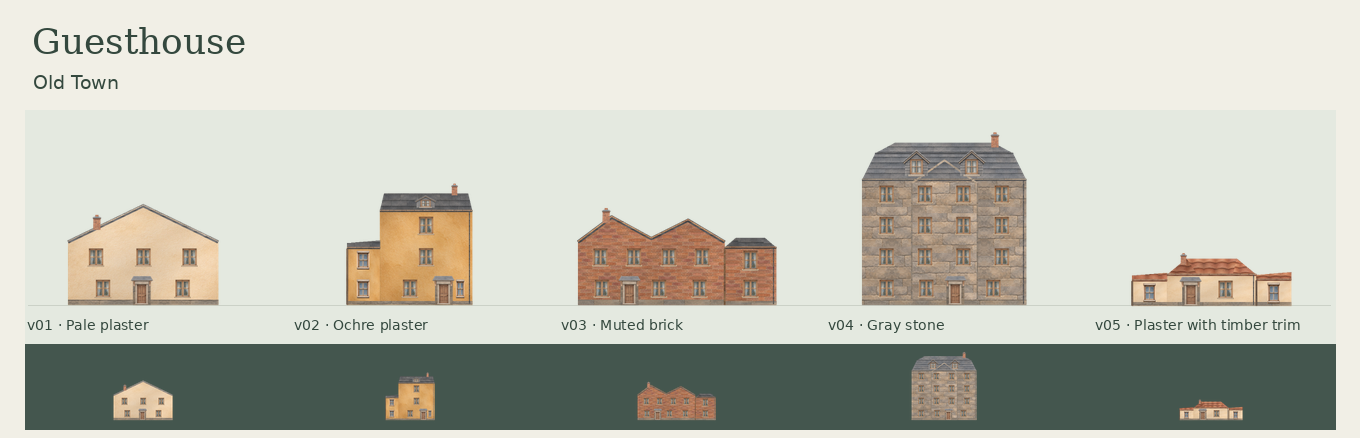 Guesthouse
Old Town
v01 · Pale plaster
v02 · Ochre plaster
v03 · Muted brick
v04 · Gray stone
v05 · Plaster with timber trim